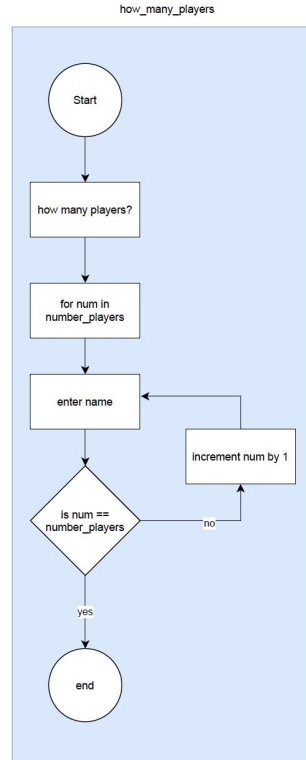 how_many_players
Start
how many players?
for num in
number_players
enter name
increment num by 1
is num ==
number_players
no
yes
end